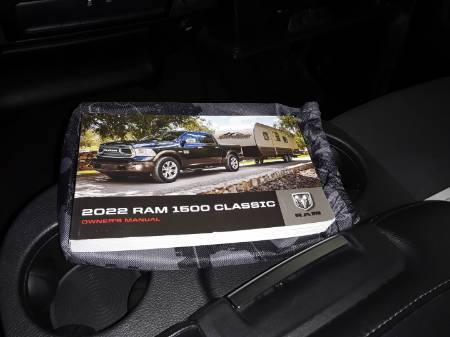 2022 RAM 1500 CLASSIC
OWNER'S MANUAL
RAM